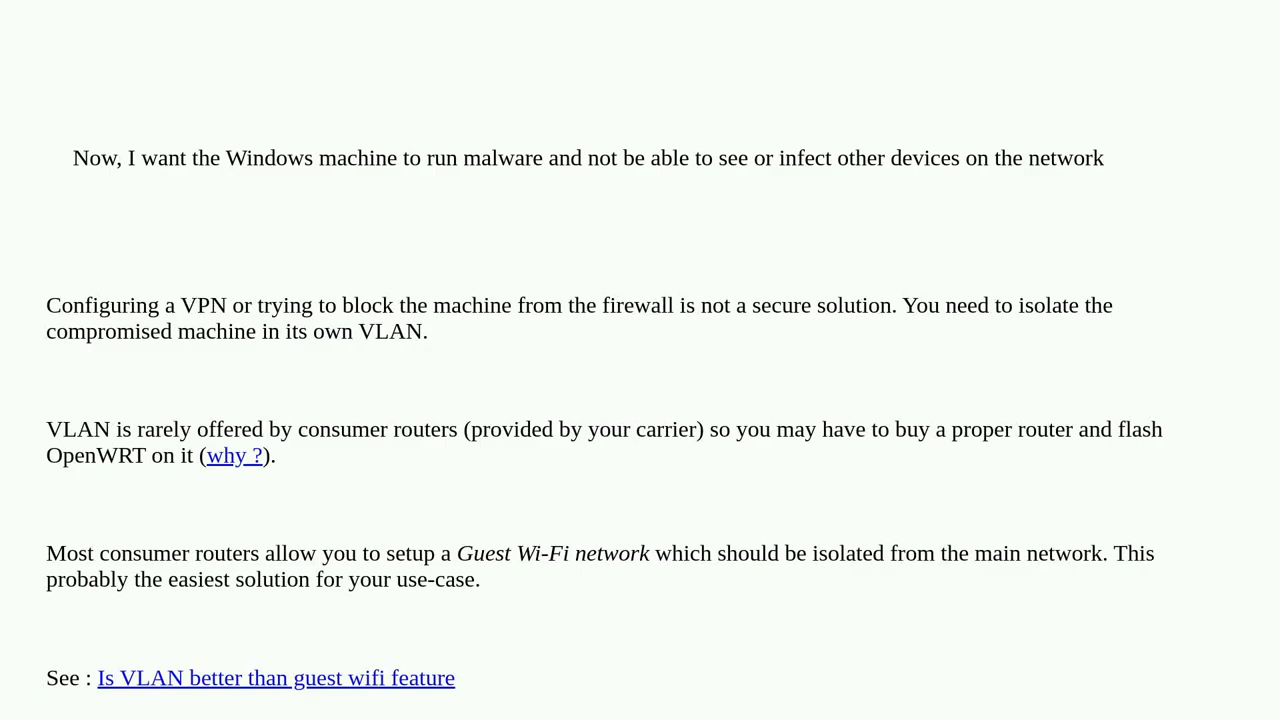 Now, I want the Windows machine to run malware and not be able to see or infect other devices on the network
Configuring a VPN or trying to block the machine from the firewall is not a secure solution. You need to isolate the
compromised machine in its own VLAN.
VLAN is rarely offered by consumer routers (provided by your carrier) so you may have to buy a proper router and flash
OpenWRT on it (why ?).
Most consumer routers allow you to setup a Guest Wi-Fi network which should be isolated from the main network. This
probably the easiest solution for your use-case.
See : Is VLAN better than guest wifi feature